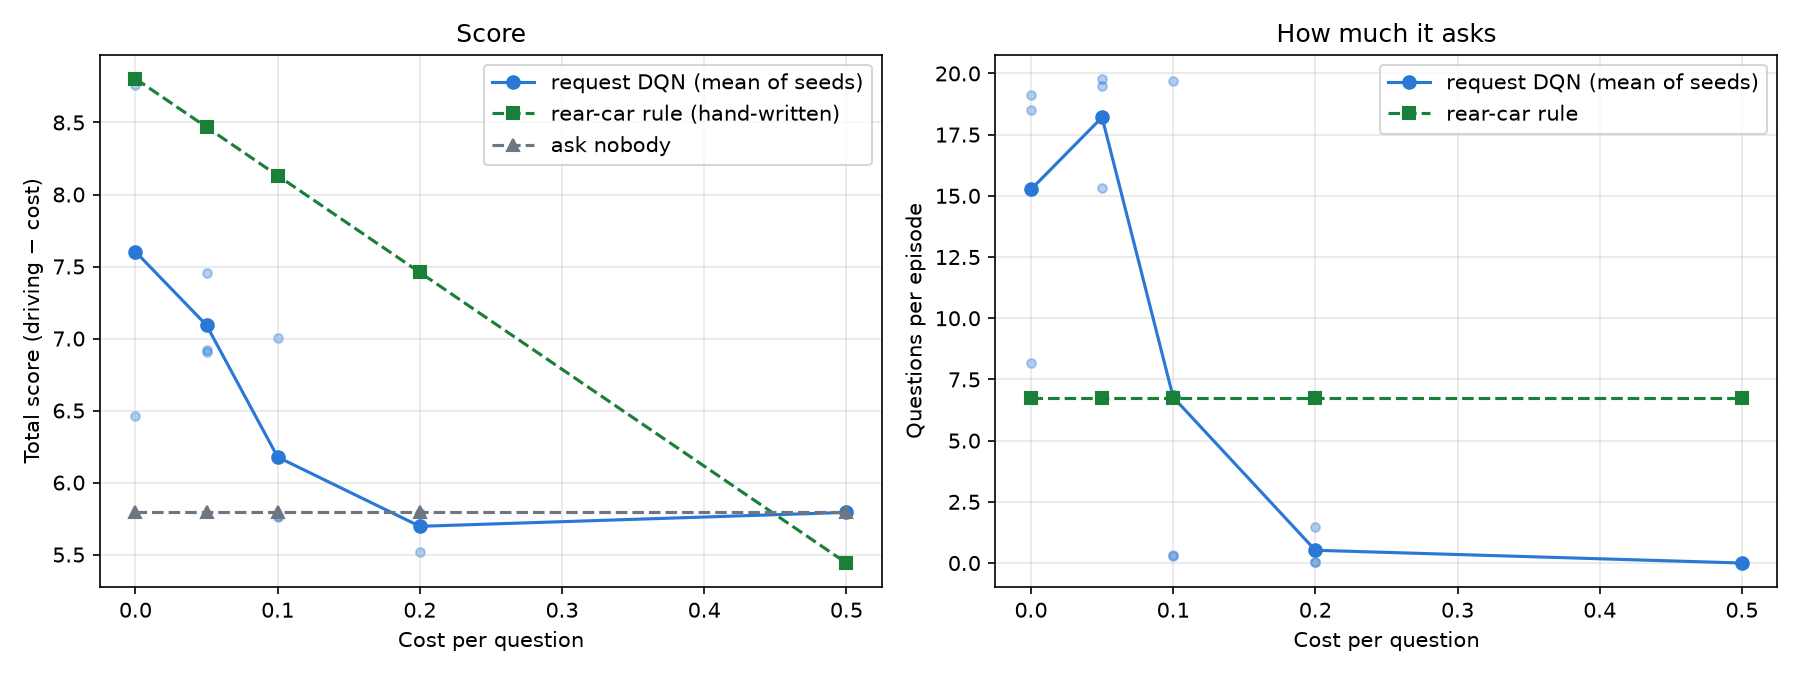 Score
Total score (driving − cost)
8.5
8.0
7.5
7.0
6.5
6.0
5.5
request DQN (mean of seeds)
rear-car rule (hand-written)
ask nobody
0.0 0.1 0.2 0.3 0.4 0.5
Cost per question
How much it asks
Questions per episode
20.0
17.5
15.0
12.5
10.0
7.5
5.0
2.5
0.0
request DQN (mean of seeds)
rear-car rule
0.0 0.1 0.2 0.3 0.4 0.5
Cost per question